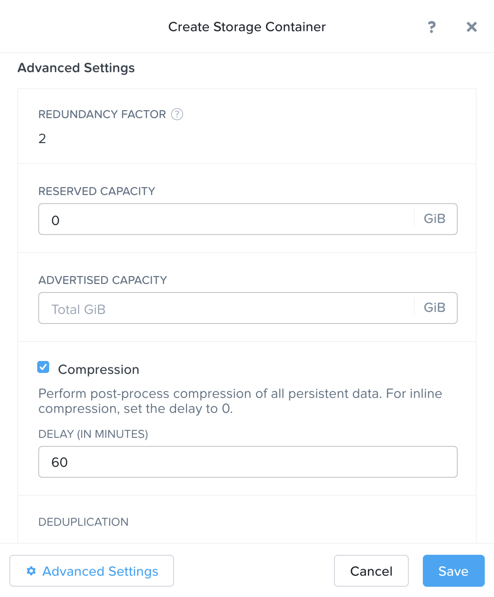 Create Storage Container
?
×
Advanced Settings
REDUNDANCY FACTOR ?
2
RESERVED CAPACITY
0 GiB
ADVERTISED CAPACITY
Total GiB GiB
Compression
Perform post-process compression of all persistent data. For inline
compression, set the delay to 0.
DELAY (IN MINUTES)
60
DEDUPLICATION
Advanced Settings
Cancel
Save